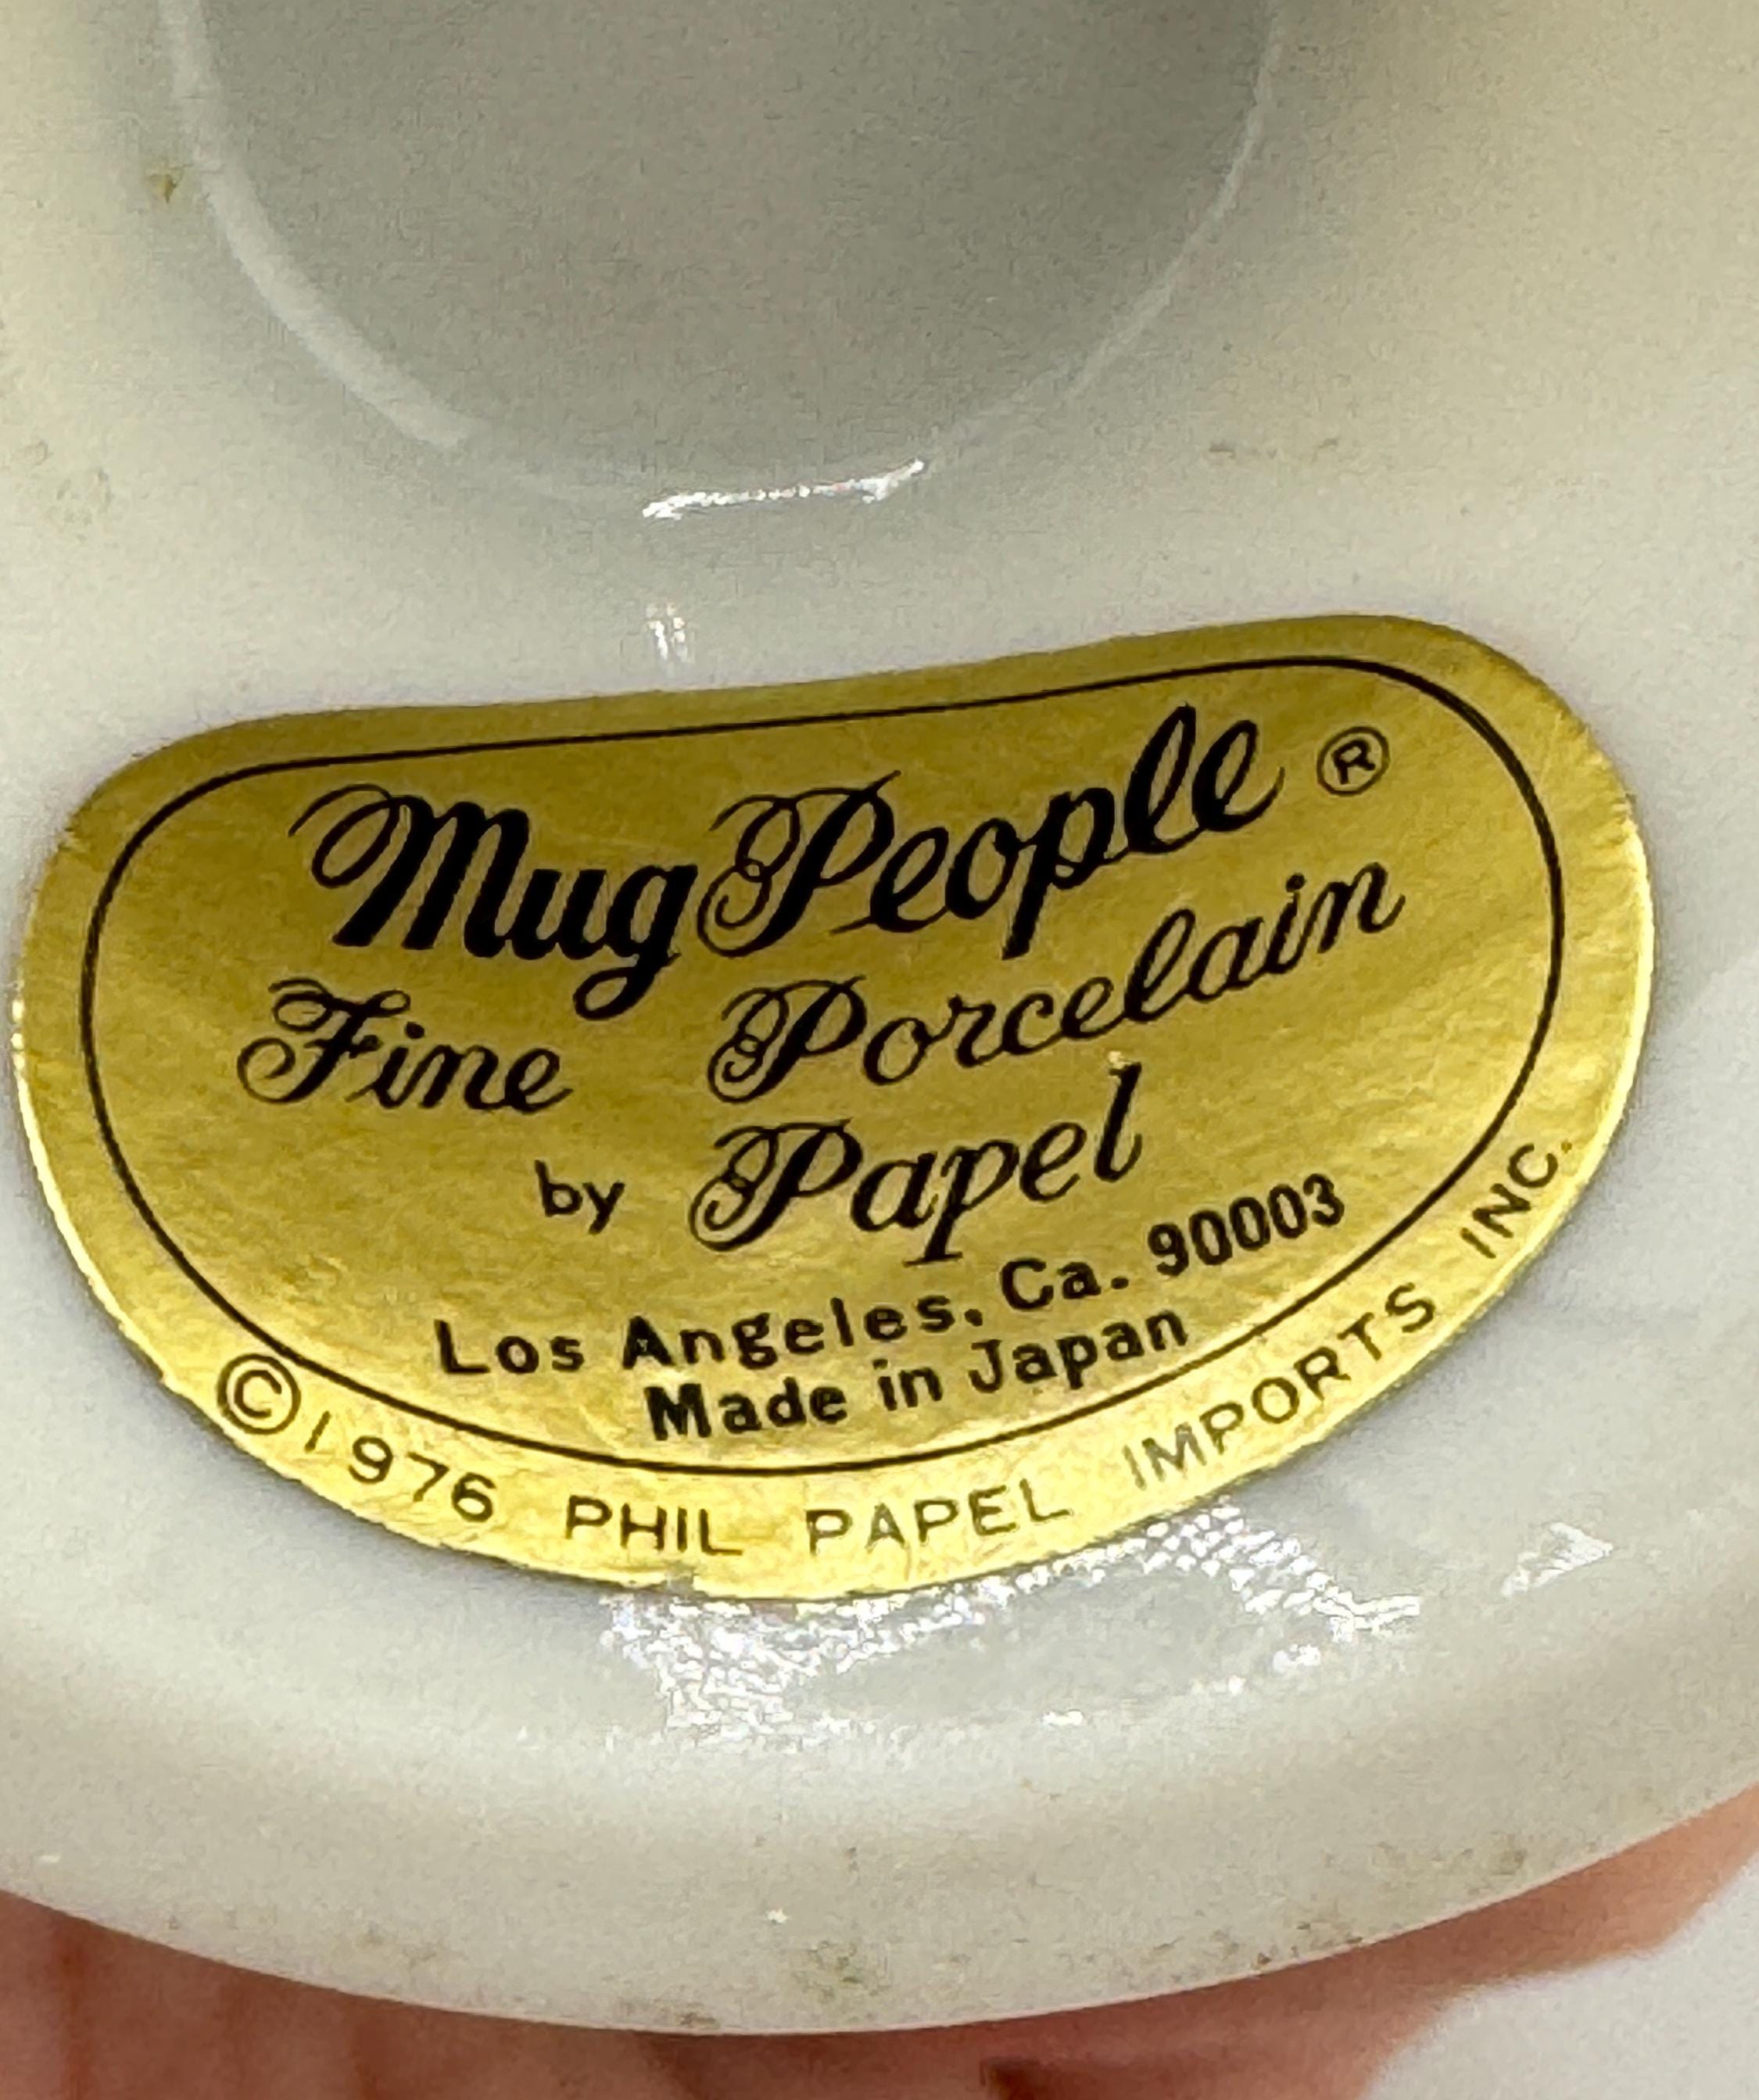 Mug People ®
Fine Porcelain
by Papel
Los Angeles, Ca. 90003
Made in Japan
© 1976 PHIL PAPEL IMPORTS INC.